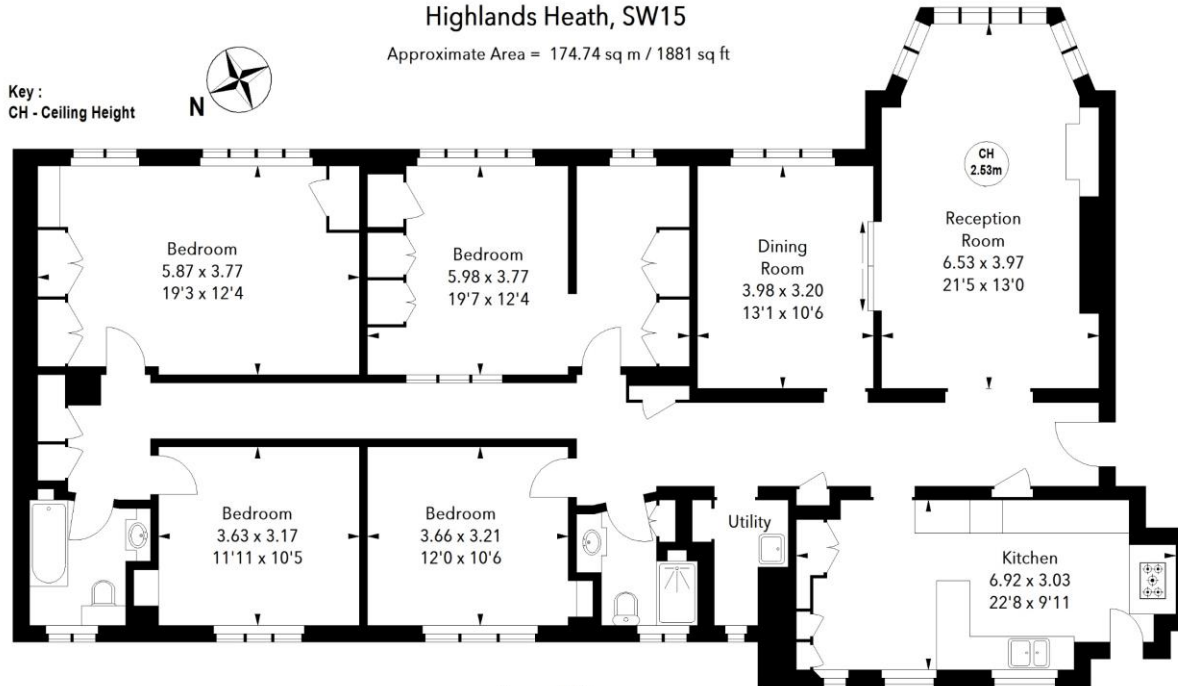 Highlands Heath, SW15
Approximate Area = 174.74 sq m / 1881 sq ft
Key :
CH - Ceiling Height
N
CH
2.53m
Bedroom
5.87 x 3.77
19'3 x 12'4
Bedroom
5.98 x 3.77
19'7 x 12'4
Dining
Room
3.98 x 3.20
13'1 x 10'6
Reception
Room
6.53 x 3.97
21'5 x 13'0
Bedroom
3.63 x 3.17
11'11 x 10'5
Bedroom
3.66 x 3.21
12'0 x 10'6
Utility
Kitchen
6.92 x 3.03
22'8 x 9'11